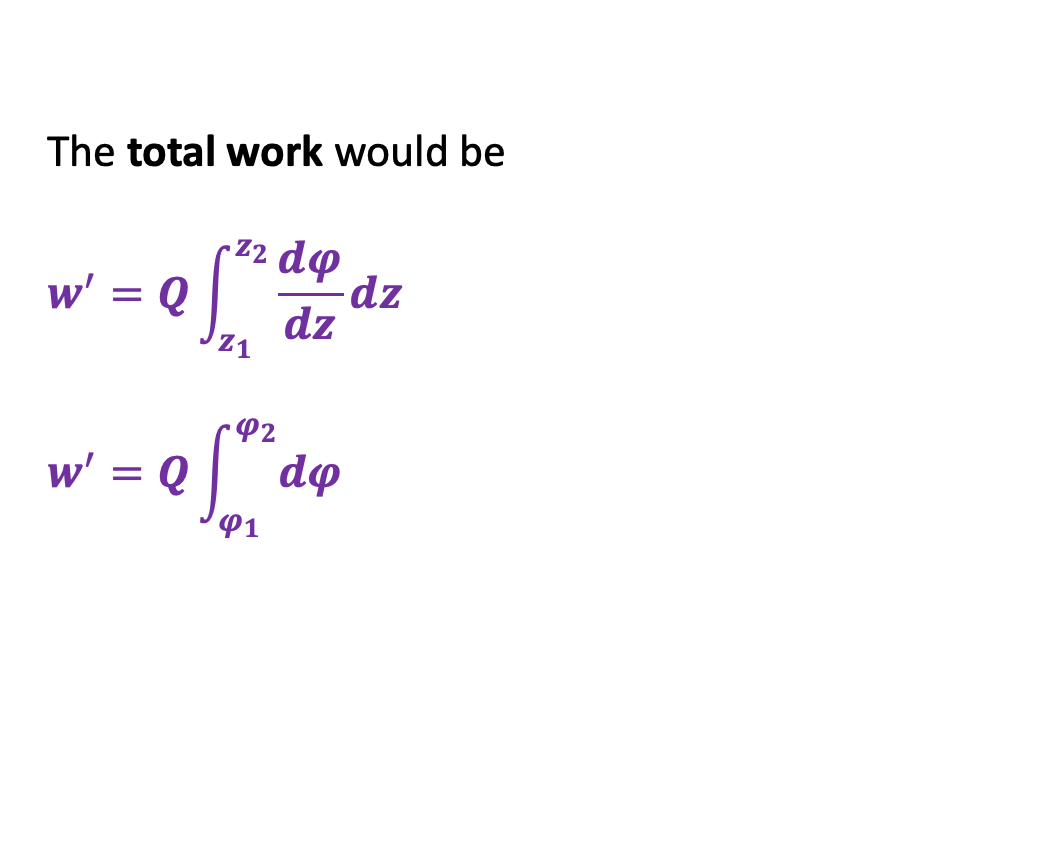 The total work would be
w′ = Q ∫_{z1}^{z2} dφ/dz dz
w′ = Q ∫_{φ1}^{φ2} dφ